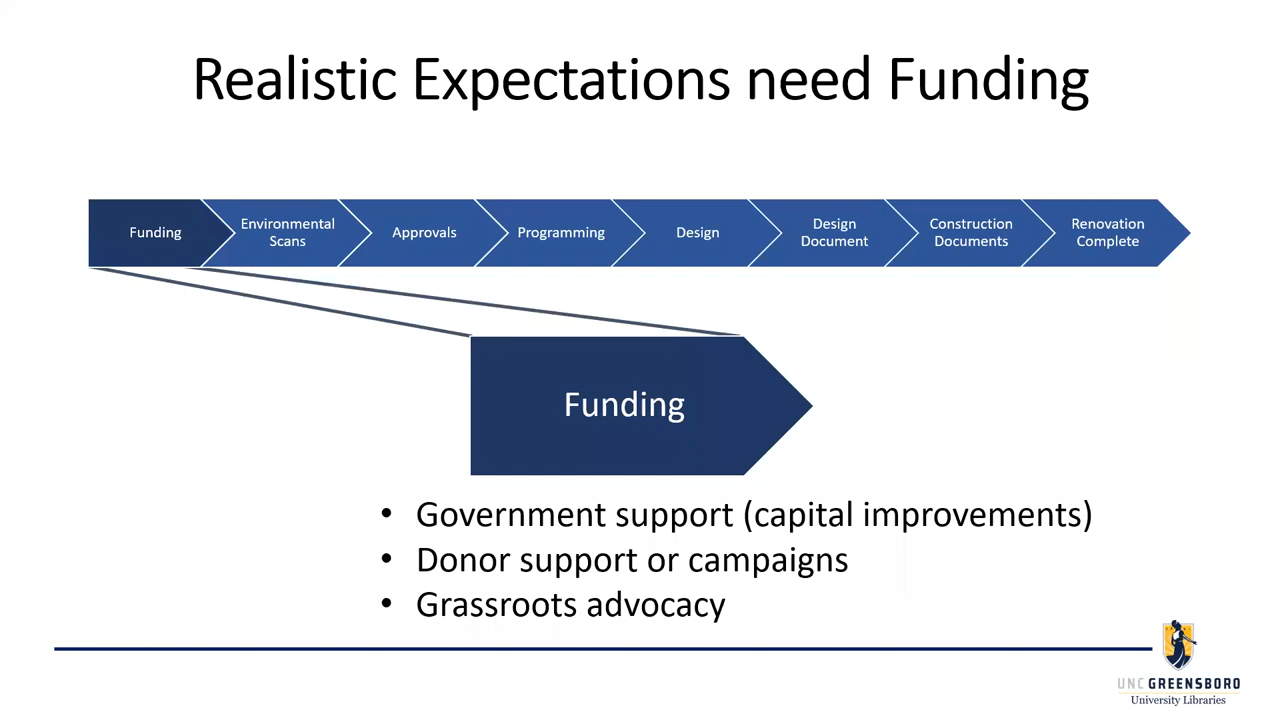 Realistic Expectations need Funding
Funding
Environmental
Scans
Approvals
Programming
Design
Design
Document
Construction
Documents
Renovation
Complete
Funding
• Government support (capital improvements)
• Donor support or campaigns
• Grassroots advocacy
UNC GREENSBORO
University Libraries